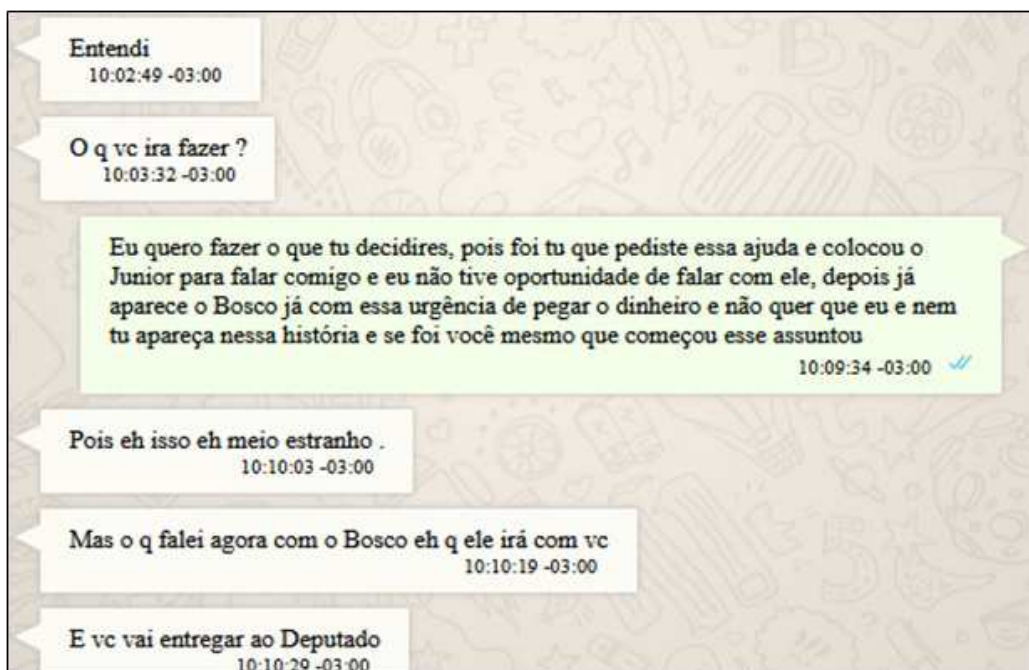 Entendi
10:02:49 -03:00
O q vc ira fazer ?
10:03:32 -03:00
Eu quero fazer o que tu decidires, pois foi tu que pediste essa ajuda e colocou o
Junior para falar comigo e eu não tive oportunidade de falar com ele, depois já
aparece o Bosco já com essa urgência de pegar o dinheiro e não quer que eu e nem
tu apareça nessa história e se foi você mesmo que começou esse assuntou
10:09:34 -03:00
Pois eh isso eh meio estranho .
10:10:03 -03:00
Mas o q falei agora com o Bosco eh q ele irá com vc
10:10:19 -03:00
E vc vai entregar ao Deputado
10:10:29 -03:00